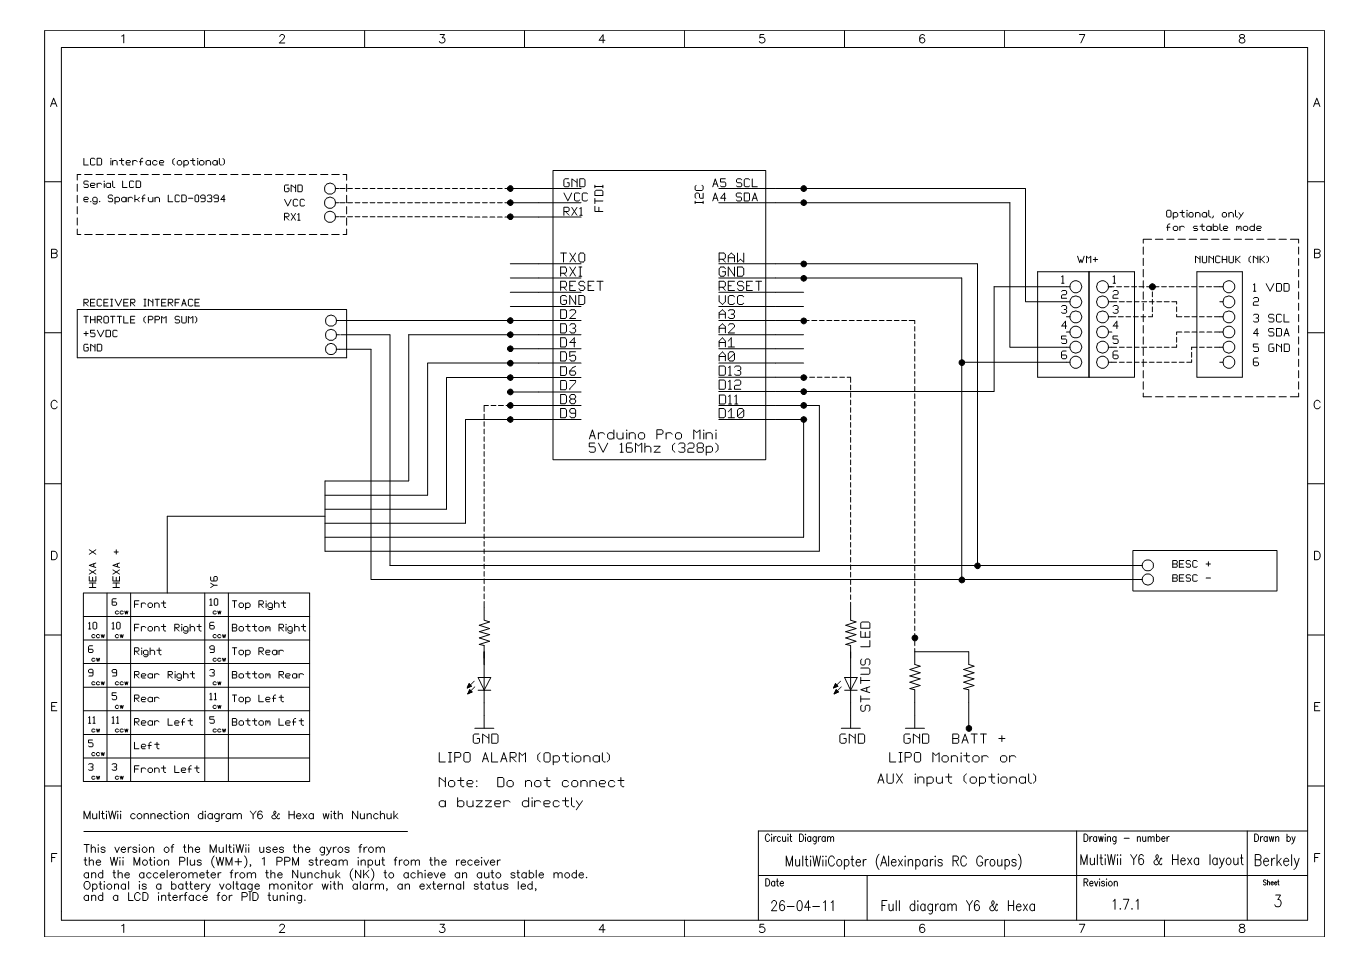 1 2 3 4 5 6 7 8
A A
B B
C C
D D
E E
F F
LCD interface (optional)
Serial LCD
e.g. Sparkfun LCD-09394
GND
VCC
RX1
RECEIVER INTERFACE
THROTTLE (PPM SUM)
+5VDC
GND
GND
VCC
RX1
FTDI
TXO
RXI
RESET
GND
D2
D3
D4
D5
D6
D7
D8
D9
I2C
A5 SCL
A4 SDA
RAW
GND
RESET
VCC
A3
A2
A1
A0
D13
D12
D11
D10
Arduino Pro Mini
5V 16Mhz (328p)
WM+
1 1
2 2
3 3
4 4
5 5
6 6
Optional, only
for stable mode
NUNCHUK (NK)
1 VDD
2
3 SCL
4 SDA
5 GND
6
BESC +
BESC -
HEXA X HEXA + Y6
6 ccw Front 10 cw Top Right
10 ccw 10 cw Front Right 6 ccw Bottom Right
6 cw Right 9 ccw Top Rear
9 ccw 9 ccw Rear Right 3 cw Bottom Rear
5 cw Rear 11 cw Top Left
11 cw 11 ccw Rear Left 5 ccw Bottom Left
5 ccw Left
3 cw 3 cw Front Left
GND
LIPO ALARM (Optional)
Note: Do not connect
a buzzer directly
STATUS LED
GND
GND BATT +
LIPO Monitor or
AUX input (optional)
MultiWii connection diagram Y6 & Hexa with Nunchuk
This version of the MultiWii uses the gyros from
the Wii Motion Plus (WM+), 1 PPM stream input from the receiver
and the accelerometer from the Nunchuk (NK) to achieve an auto stable mode.
Optional is a battery voltage monitor with alarm, an external status led,
and a LCD interface for PID tuning.
Circuit Diagram
MultiWiiCopter (Alexinparis RC Groups)
Drawing - number
MultiWii Y6 & Hexa layout
Drawn by
Berkely
Date
26-04-11
Full diagram Y6 & Hexa
Revision
1.7.1
Sheet
3
1 2 3 4 5 6 7 8